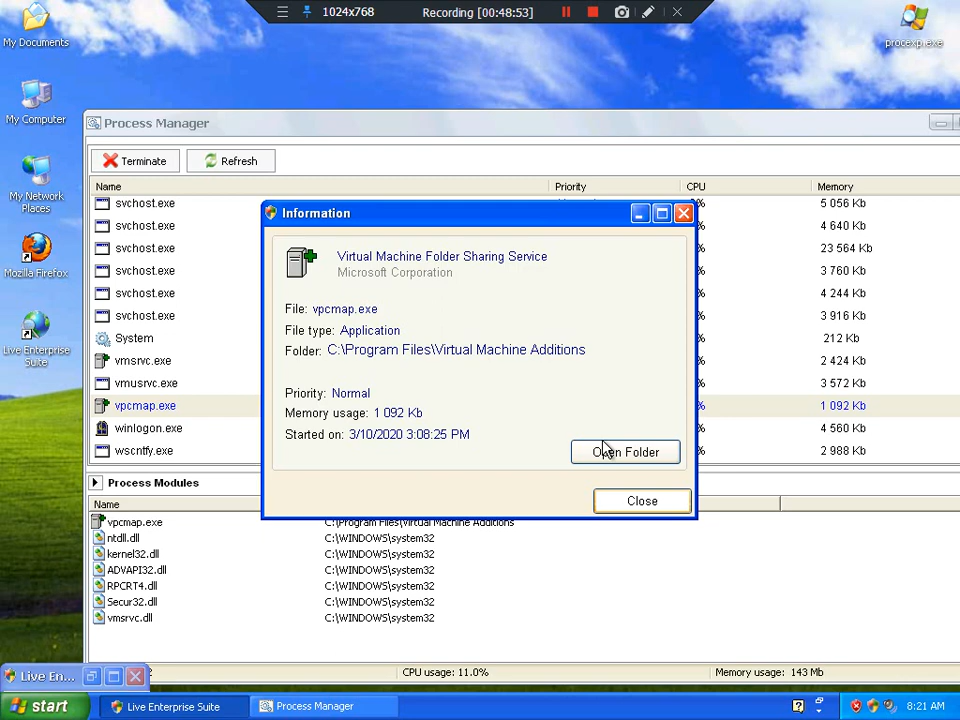 1024x768
Recording [00:48:53]
My Documents
procexp.exe
My Computer
My Network
Places
Mozilla Firefox
Live Enterprise
Suite
Process Manager
Terminate
Refresh
Name
Priority
CPU
Memory
svchost.exe
5 056 Kb
svchost.exe
4 640 Kb
svchost.exe
23 564 Kb
svchost.exe
3 760 Kb
svchost.exe
4 244 Kb
svchost.exe
3 916 Kb
System
212 Kb
vmsrvc.exe
2 424 Kb
vmusrvc.exe
3 572 Kb
vpcmap.exe
1 092 Kb
winlogon.exe
4 560 Kb
wscntfy.exe
2 988 Kb
Information
Virtual Machine Folder Sharing Service
Microsoft Corporation
File: vpcmap.exe
File type: Application
Folder: C:\Program Files\Virtual Machine Additions
Priority: Normal
Memory usage: 1 092 Kb
Started on: 3/10/2020 3:08:25 PM
Open Folder
Close
Process Modules
Name
vpcmap.exe C:\Program Files\Virtual Machine Additions
ntdll.dll C:\WINDOWS\system32
kernel32.dll C:\WINDOWS\system32
ADVAPI32.dll C:\WINDOWS\system32
RPCRT4.dll C:\WINDOWS\system32
Secur32.dll C:\WINDOWS\system32
vmsrvc.dll C:\WINDOWS\system32
Live En...
CPU usage: 11.0%
Memory usage: 143 Mb
start
Live Enterprise Suite
Process Manager
8:21 AM